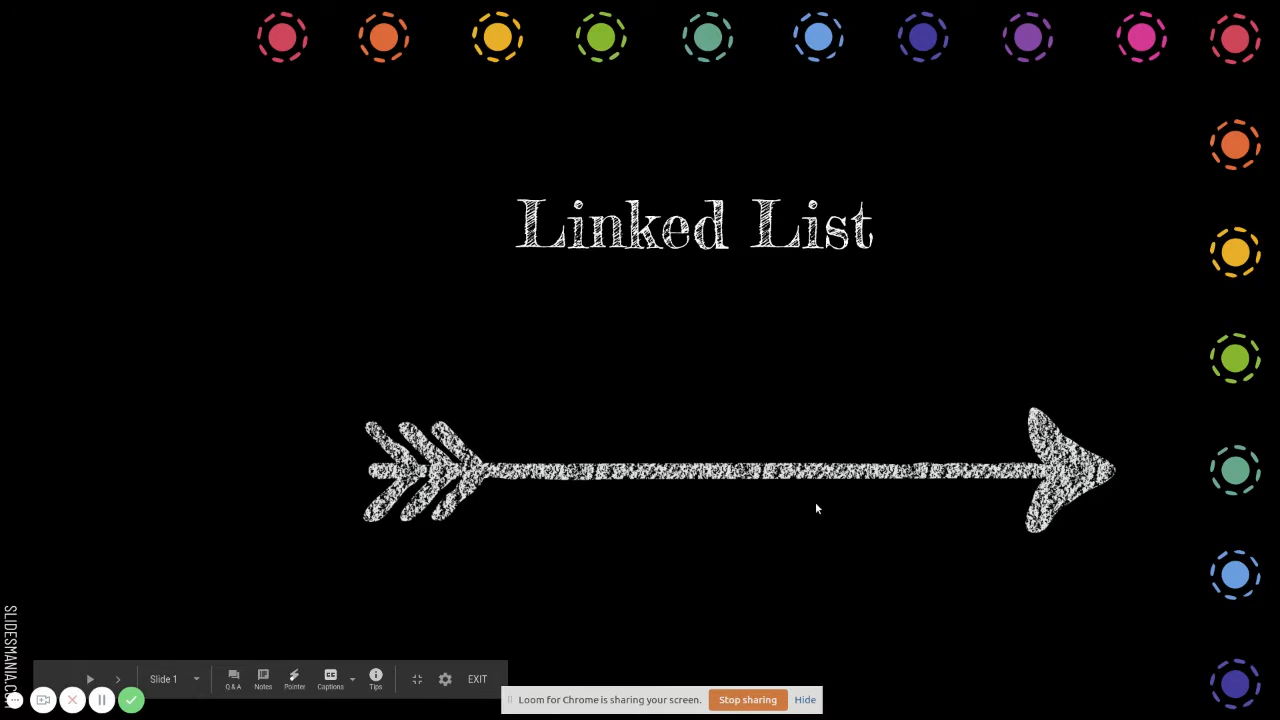 Linked List
SLIDESMANIA.C
Slide 1
Q & A
Notes
Pointer
CC
Captions
Tips
EXIT
Loom for Chrome is sharing your screen.
Stop sharing
Hide